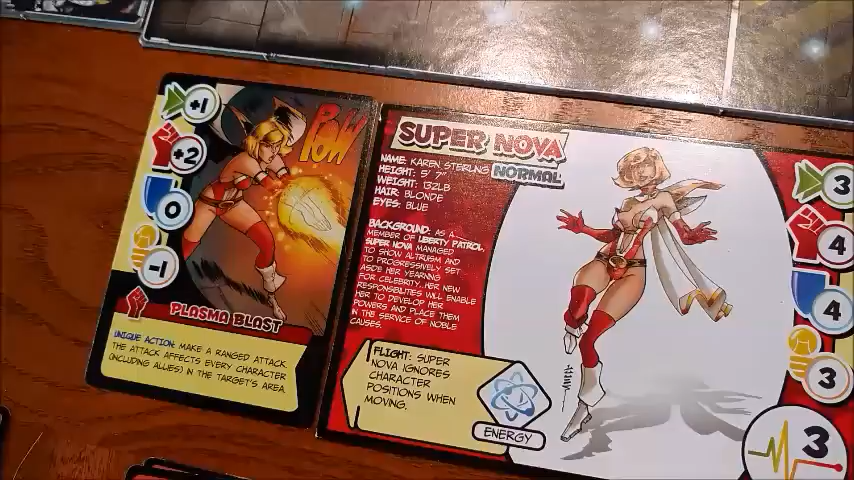 +1
+2
0
-1
POW
POW
PLASMA BLAST
UNIQUE ACTION: MAKE A RANGED ATTACK.
THE ATTACK AFFECTS EVERY CHARACTER
(INCLUDING ALLIES) IN THE TARGET'S AREA.
SUPER NOVA
NORMAL
NAME: KAREN STERLING
HEIGHT: 5' 7"
WEIGHT: 132LB
HAIR: BLONDE
EYES: BLUE
BACKGROUND: AS A
MEMBER OF LIBERTY PATROL,
SUPER NOVA MANAGED
TO SHOW ALTRUISM AND
TO PROGRESSIVELY SET
ASIDE HER YEARNING
FOR CELEBRITY. HER NEW
RESPONSIBILITIES WILL ENABLE
HER TO DEVELOP HER
POWERS AND PLACE THEM
IN THE SERVICE OF NOBLE
CAUSES.
FLIGHT: SUPER
NOVA IGNORES
CHARACTER
POSITIONS WHEN
MOVING.
ENERGY
3
4
4
3
3